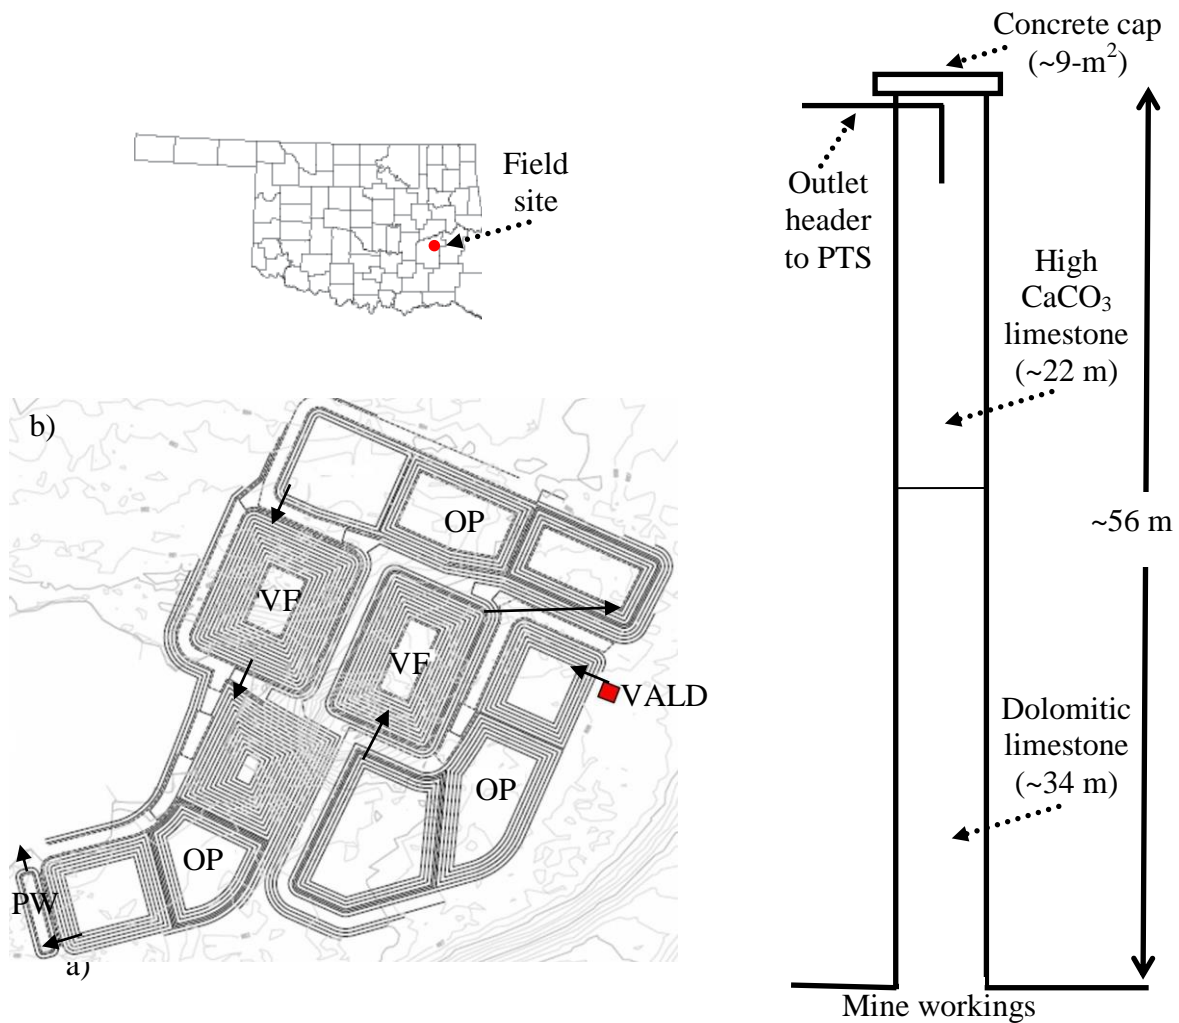 Field
site
b)
OP
VF
VF
VALD
OP
OP
PW
a)
Concrete cap
(~9-m²)
Outlet
header
to PTS
High
CaCO₃
limestone
(~22 m)
~56 m
Dolomitic
limestone
(~34 m)
Mine workings